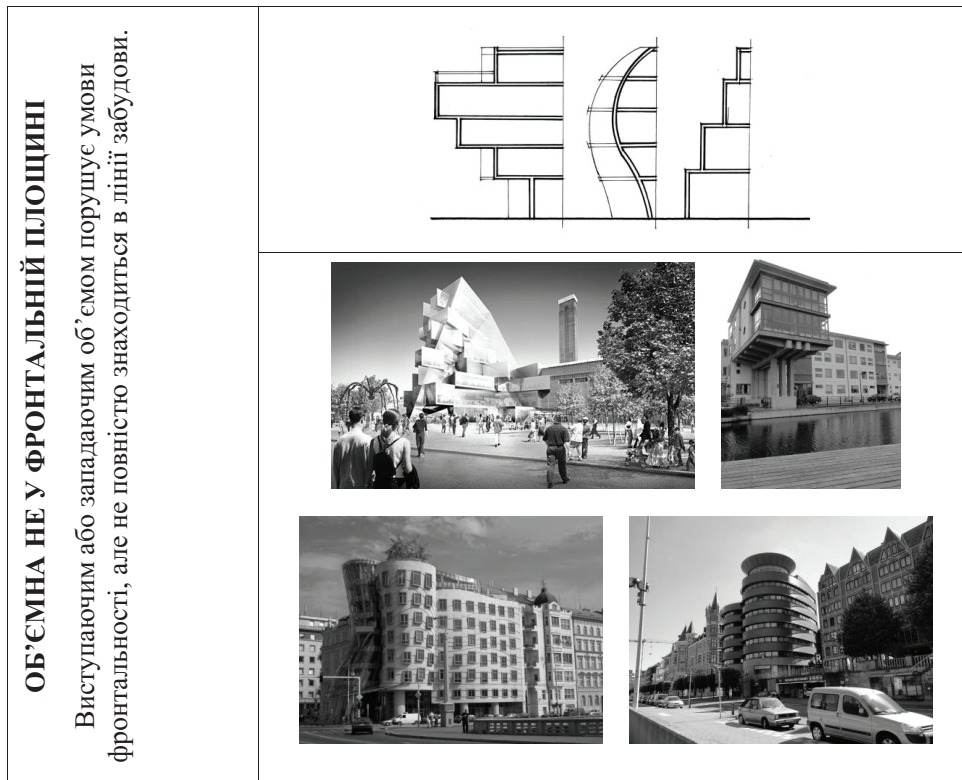 ОБ’ЄМНА НЕ У ФРОНТАЛЬНІЙ ПЛОЩИНІ
Виступаючим або западаючим об’ємом порушує умови
фронтальності, але не повністю знаходиться в лінії забудови.